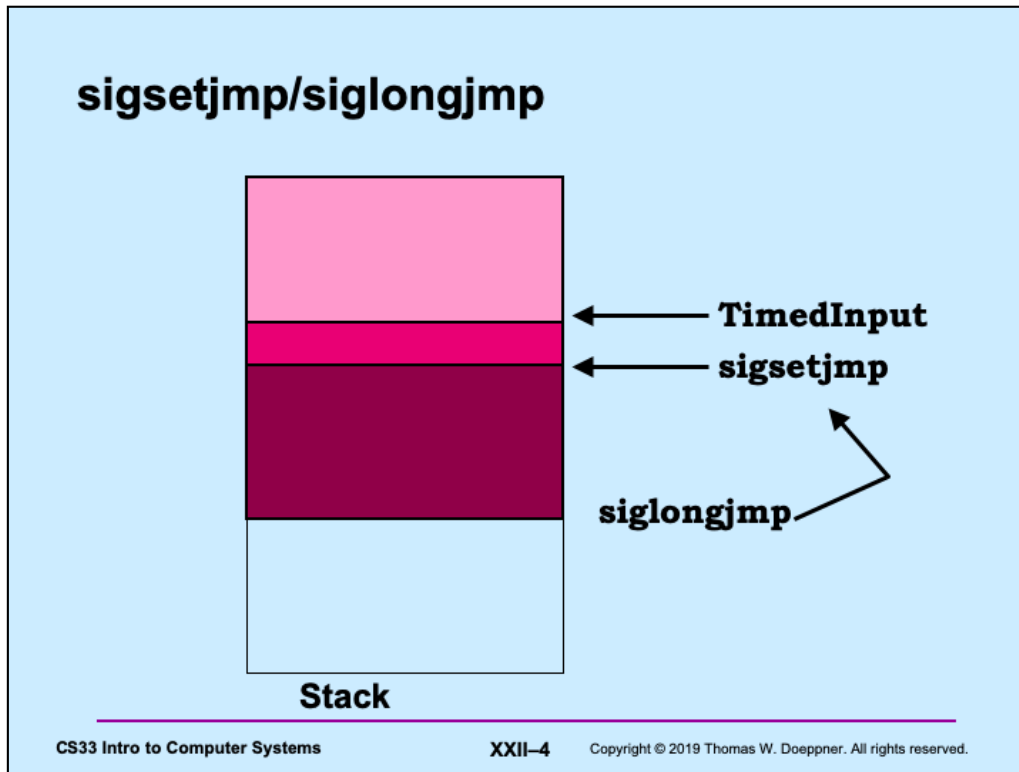 sigsetjmp/siglongjmp
TimedInput
sigsetjmp
siglongjmp
Stack
CS33 Intro to Computer Systems XXII–4 Copyright © 2019 Thomas W. Doeppner. All rights reserved.